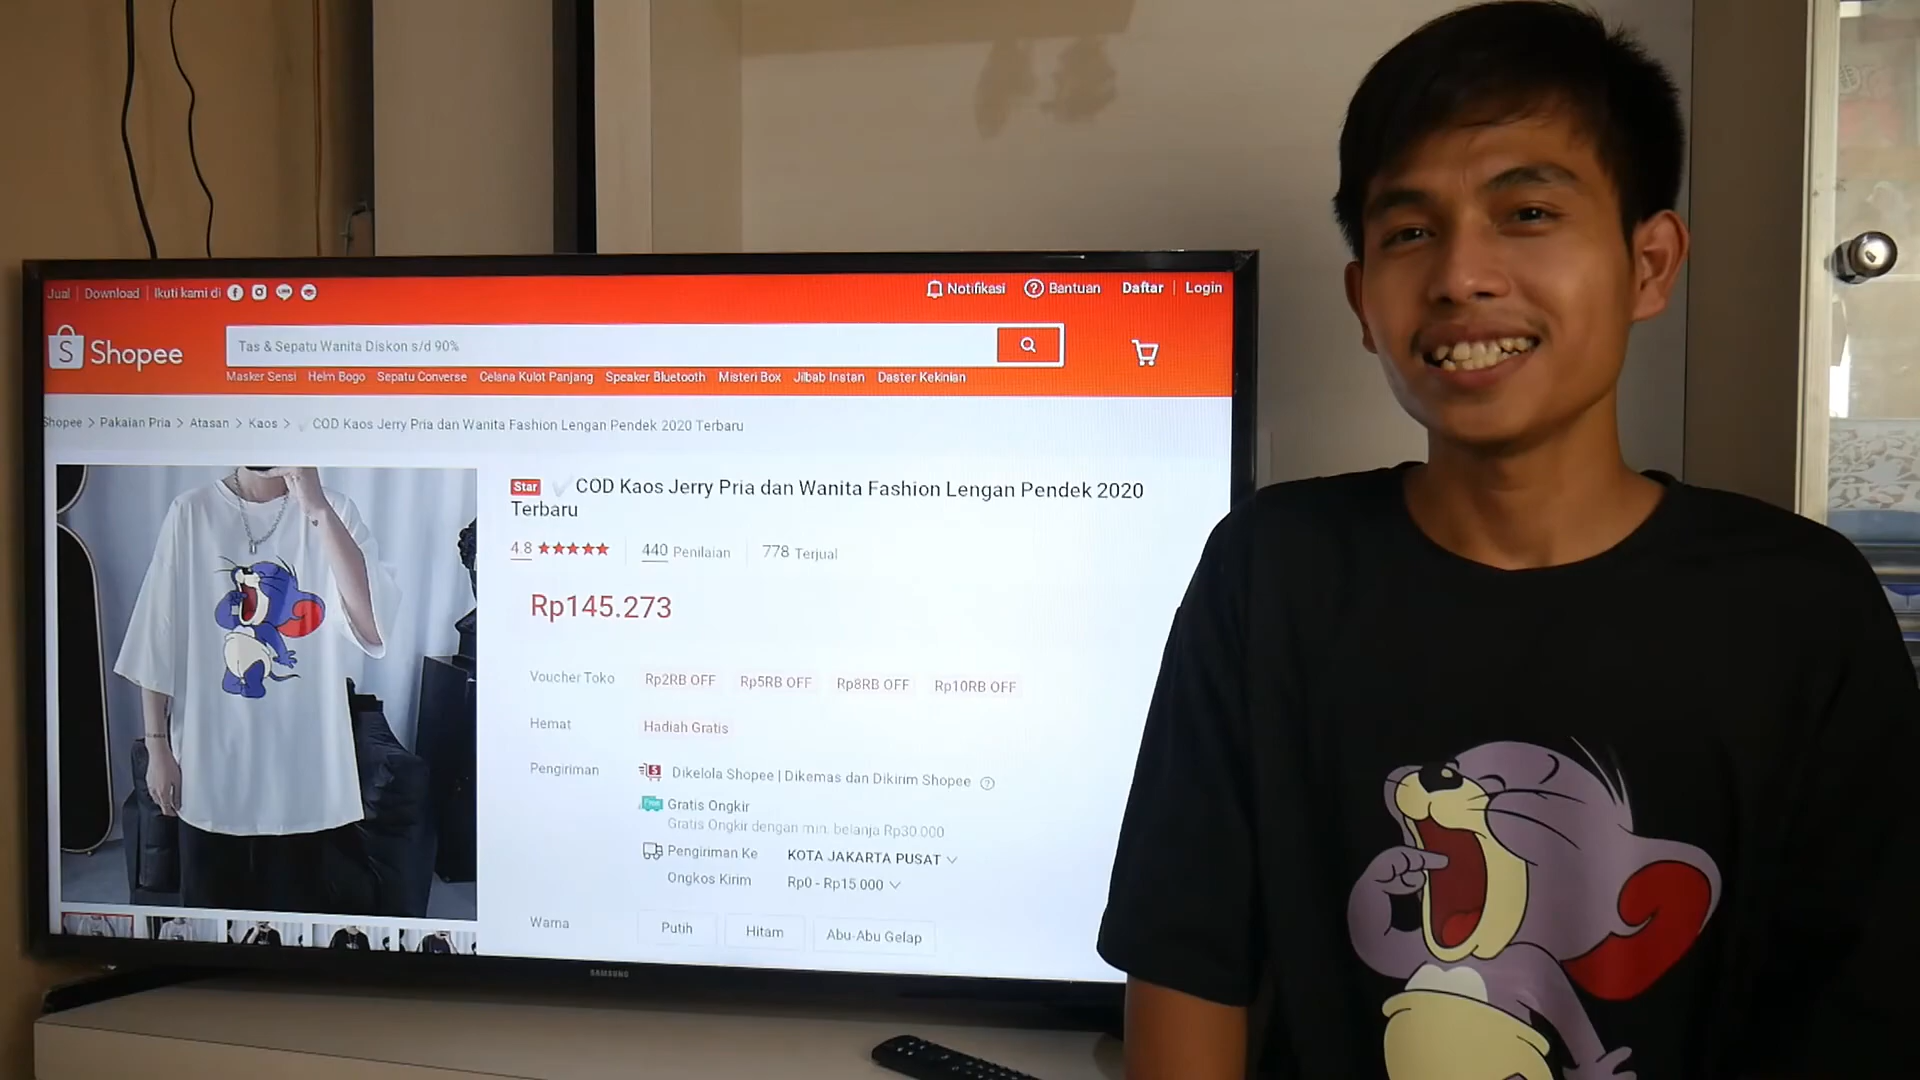 Jual | Download | Ikuti kami di
Notifikasi
Bantuan
Daftar | Login
Shopee
Tas & Sepatu Wanita Diskon s/d 90%
Masker Sensi Helm Bogo Sepatu Converse Celana Kulot Panjang Speaker Bluetooth Misteri Box Jilbab Instan Daster Kekinian
Shopee > Pakaian Pria > Atasan > Kaos > COD Kaos Jerry Pria dan Wanita Fashion Lengan Pendek 2020 Terbaru
Star COD Kaos Jerry Pria dan Wanita Fashion Lengan Pendek 2020
Terbaru
4.8 ★★★★★ 440 Penilaian 778 Terjual
Rp145.273
Voucher Toko Rp2RB OFF Rp5RB OFF Rp8RB OFF Rp10RB OFF
Hemat Hadiah Gratis
Pengiriman Dikelola Shopee | Dikemas dan Dikirim Shopee
Gratis Ongkir
Gratis Ongkir dengan min. belanja Rp30.000
Pengiriman Ke KOTA JAKARTA PUSAT
Ongkos Kirim Rp0 - Rp15.000
Warna Putih Hitam Abu-Abu Gelap
SAMSUNG